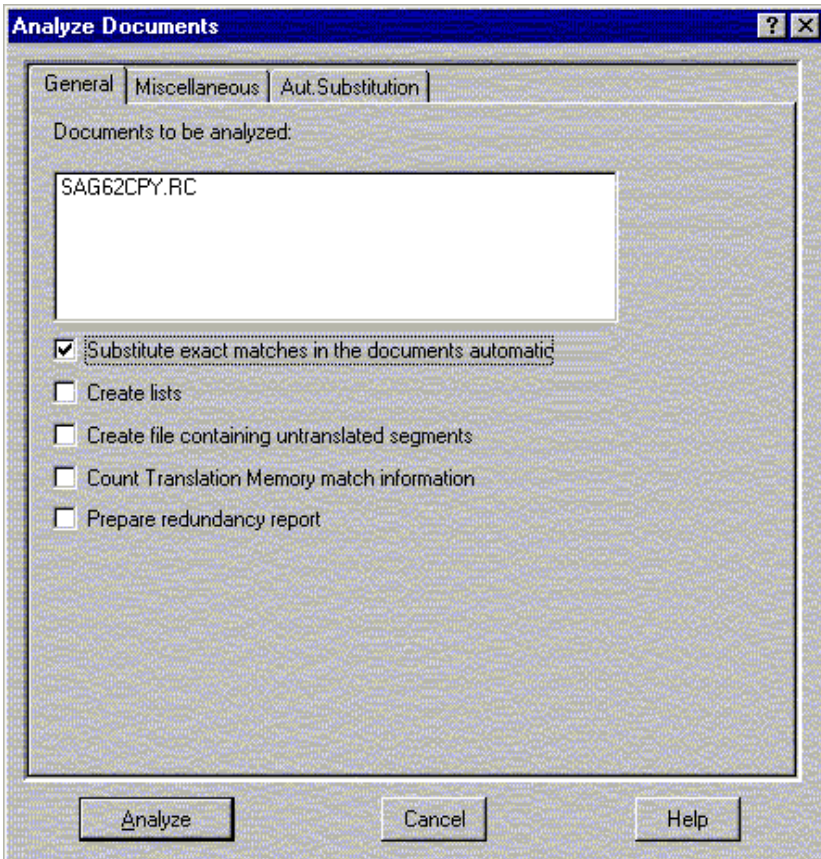 Analyze Documents
General Miscellaneous Aut.Substitution
Documents to be analyzed:
SAG62CPY.RC
Substitute exact matches in the documents automatic
Create lists
Create file containing untranslated segments
Count Translation Memory match information
Prepare redundancy report
Analyze Cancel Help